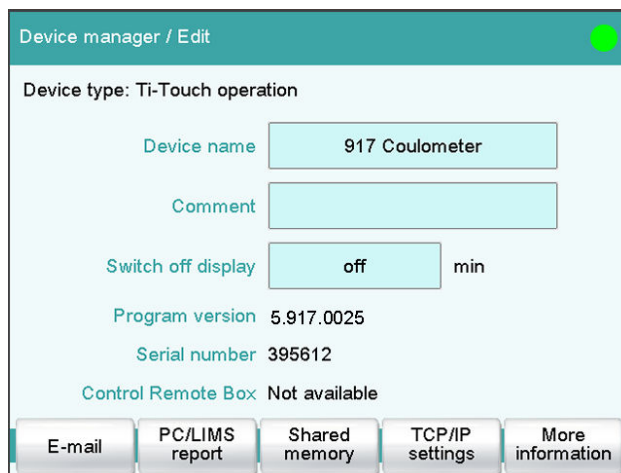 Device manager / Edit
Device type: Ti-Touch operation
Device name 917 Coulometer
Comment
Switch off display off min
Program version 5.917.0025
Serial number 395612
Control Remote Box Not available
E-mail PC/LIMS report Shared memory TCP/IP settings More information